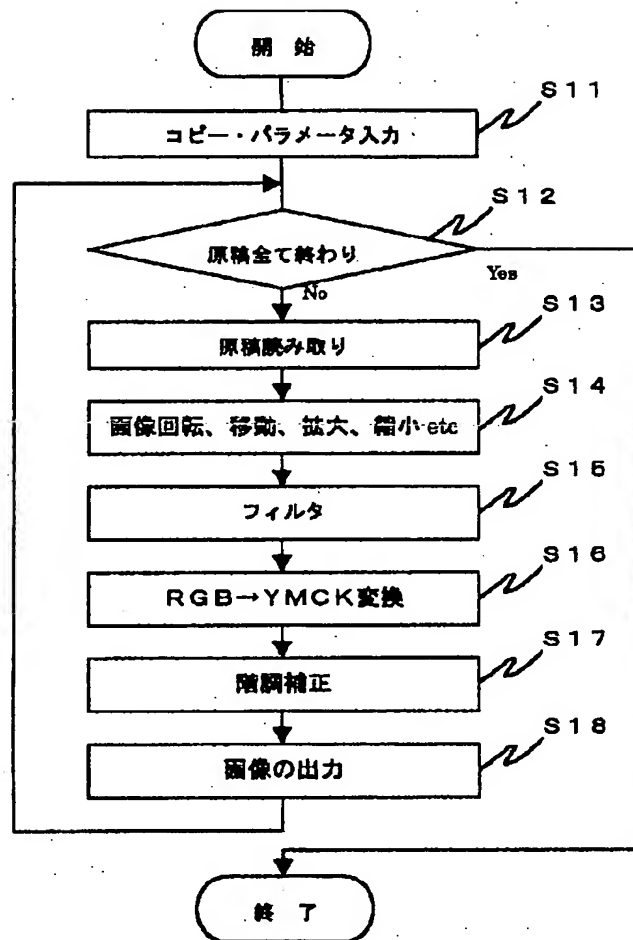 開 始
S11
コピー・パラメータ入力
S12
原稿全て終わり
Yes
No
S13
原稿読み取り
S14
画像回転、移動、拡大、縮小 etc
S15
フィルタ
S16
RGB→YMCK変換
S17
階調補正
S18
画像の出力
終 了